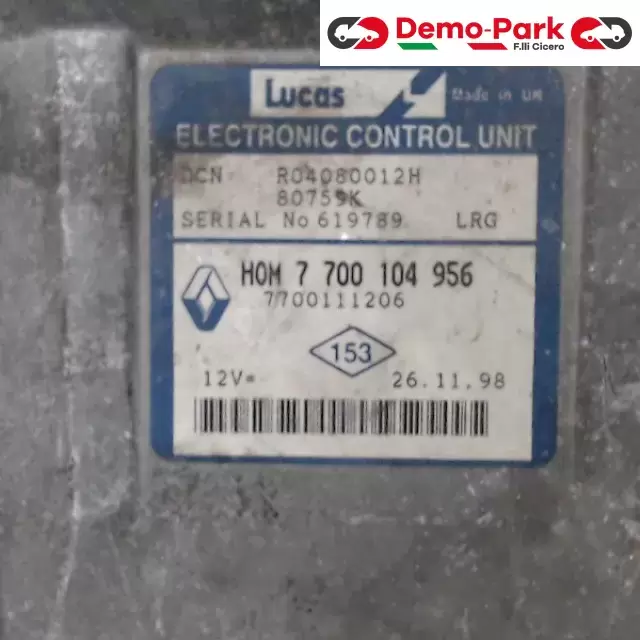 Demo-Park
F.lli Cicero
Lucas
Made in UK
ELECTRONIC CONTROL UNIT
DCN R04080012H
80759K
SERIAL No 619789 LRG
HOM 7 700 104 956
7700111206
153
12V= 26.11.98